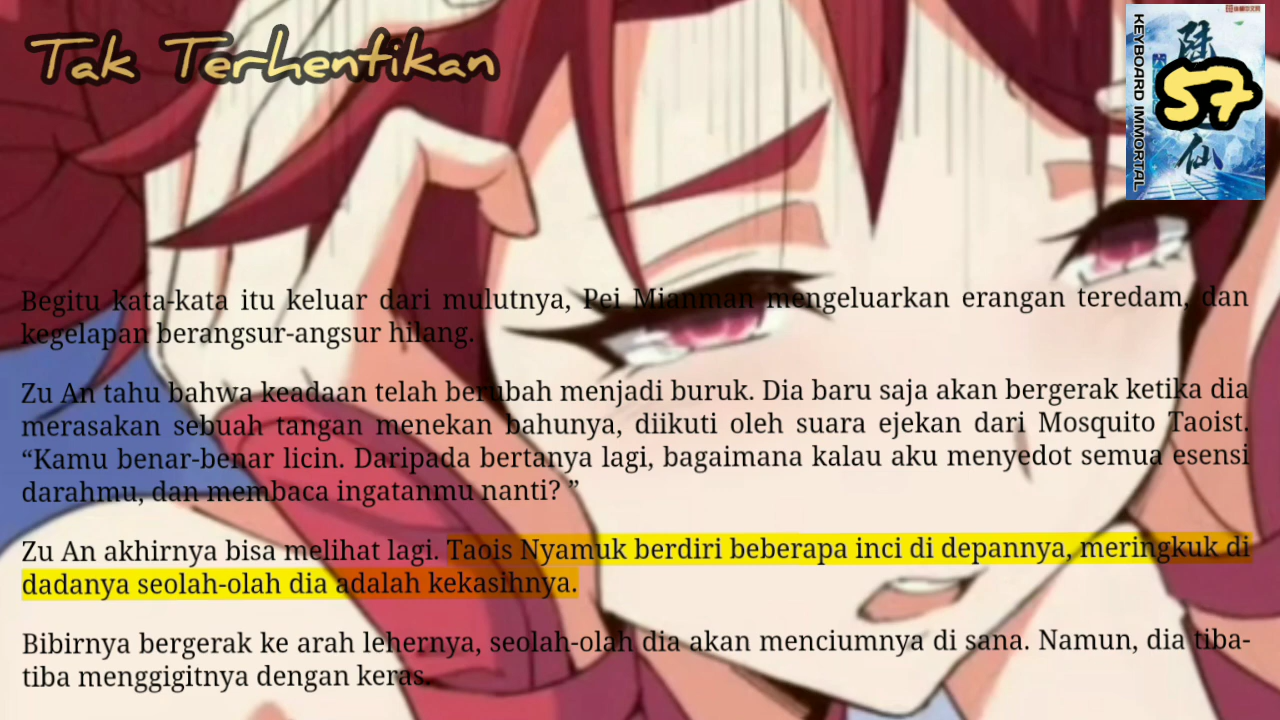 Tak Terhentikan
KEYBOARD IMMORTAL
57
仙
Begitu kata-kata itu keluar dari mulutnya, Pei Mianman mengeluarkan erangan teredam, dan
kegelapan berangsur-angsur hilang.
Zu An tahu bahwa keadaan telah berubah menjadi buruk. Dia baru saja akan bergerak ketika dia
merasakan sebuah tangan menekan bahunya, diikuti oleh suara ejekan dari Mosquito Taoist.
“Kamu benar-benar licin. Daripada bertanya lagi, bagaimana kalau aku menyedot semua esensi
darahmu, dan membaca ingatanmu nanti? ”
Zu An akhirnya bisa melihat lagi. Taois Nyamuk berdiri beberapa inci di depannya, meringkuk di
dadanya seolah-olah dia adalah kekasihnya.
Bibirnya bergerak ke arah lehernya, seolah-olah dia akan menciumnya di sana. Namun, dia tiba-
tiba menggigitnya dengan keras.